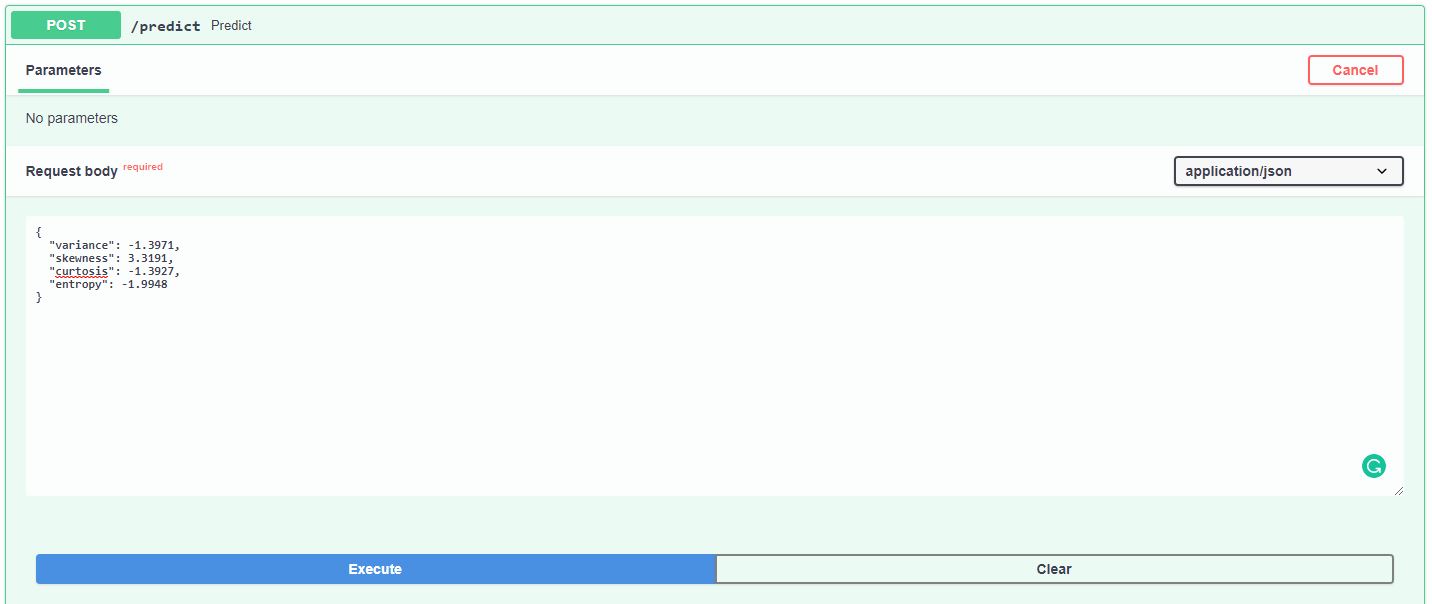 POST /predict Predict
Parameters Cancel
No parameters
Request body required application/json
{
"variance": -1.3971,
"skewness": 3.3191,
"curtosis": -1.3927,
"entropy": -1.9948
}
Execute Clear